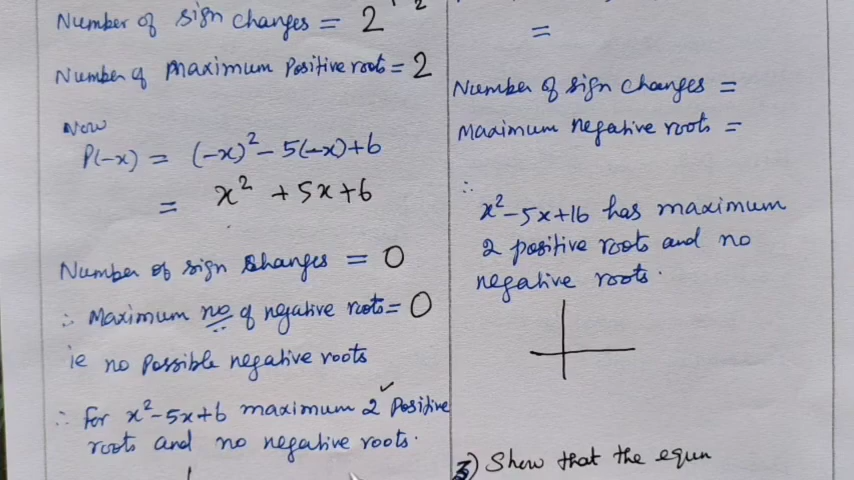 Number of sign changes = 2
Number of maximum positive roots = 2
Now
P(-x) = (-x)² - 5(-x) + 6
= x² + 5x + 6
Number of sign changes = 0
∴ Maximum no of negative roots = 0
ie no possible negative roots
∴ For x² - 5x + 6 maximum 2 ✓ positive
roots and no negative roots.
=
Number of sign changes =
Maximum negative roots =
∴
x² - 5x + 16 has maximum
2 positive roots and no
negative roots.
3) Show that the equn